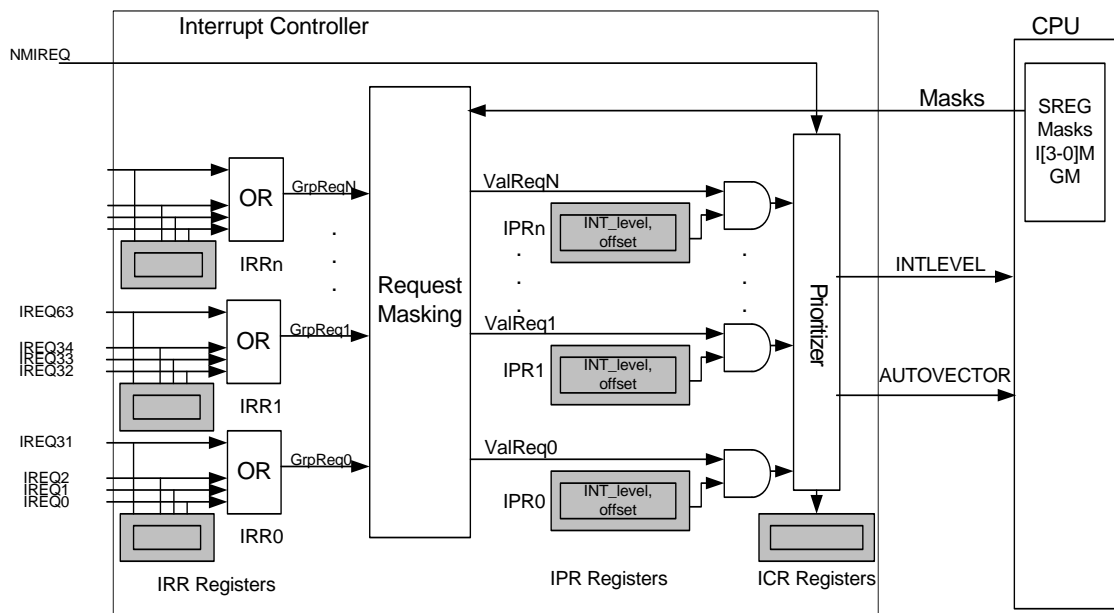 Interrupt Controller
CPU
NMIREQ
Masks
SREG
Masks
I[3-0]M
GM
OR
GrpReqN
ValReqN
IRRn
IPRn
INT_level,
offset
Request
Masking
Prioritizer
INTLEVEL
IREQ63
OR
GrpReq1
ValReq1
IREQ34
IREQ33
IREQ32
IRR1
IPR1
INT_level,
offset
AUTOVECTOR
IREQ31
OR
GrpReq0
ValReq0
IREQ2
IREQ1
IREQ0
IRR0
IPR0
INT_level,
offset
IRR Registers
IPR Registers
ICR Registers